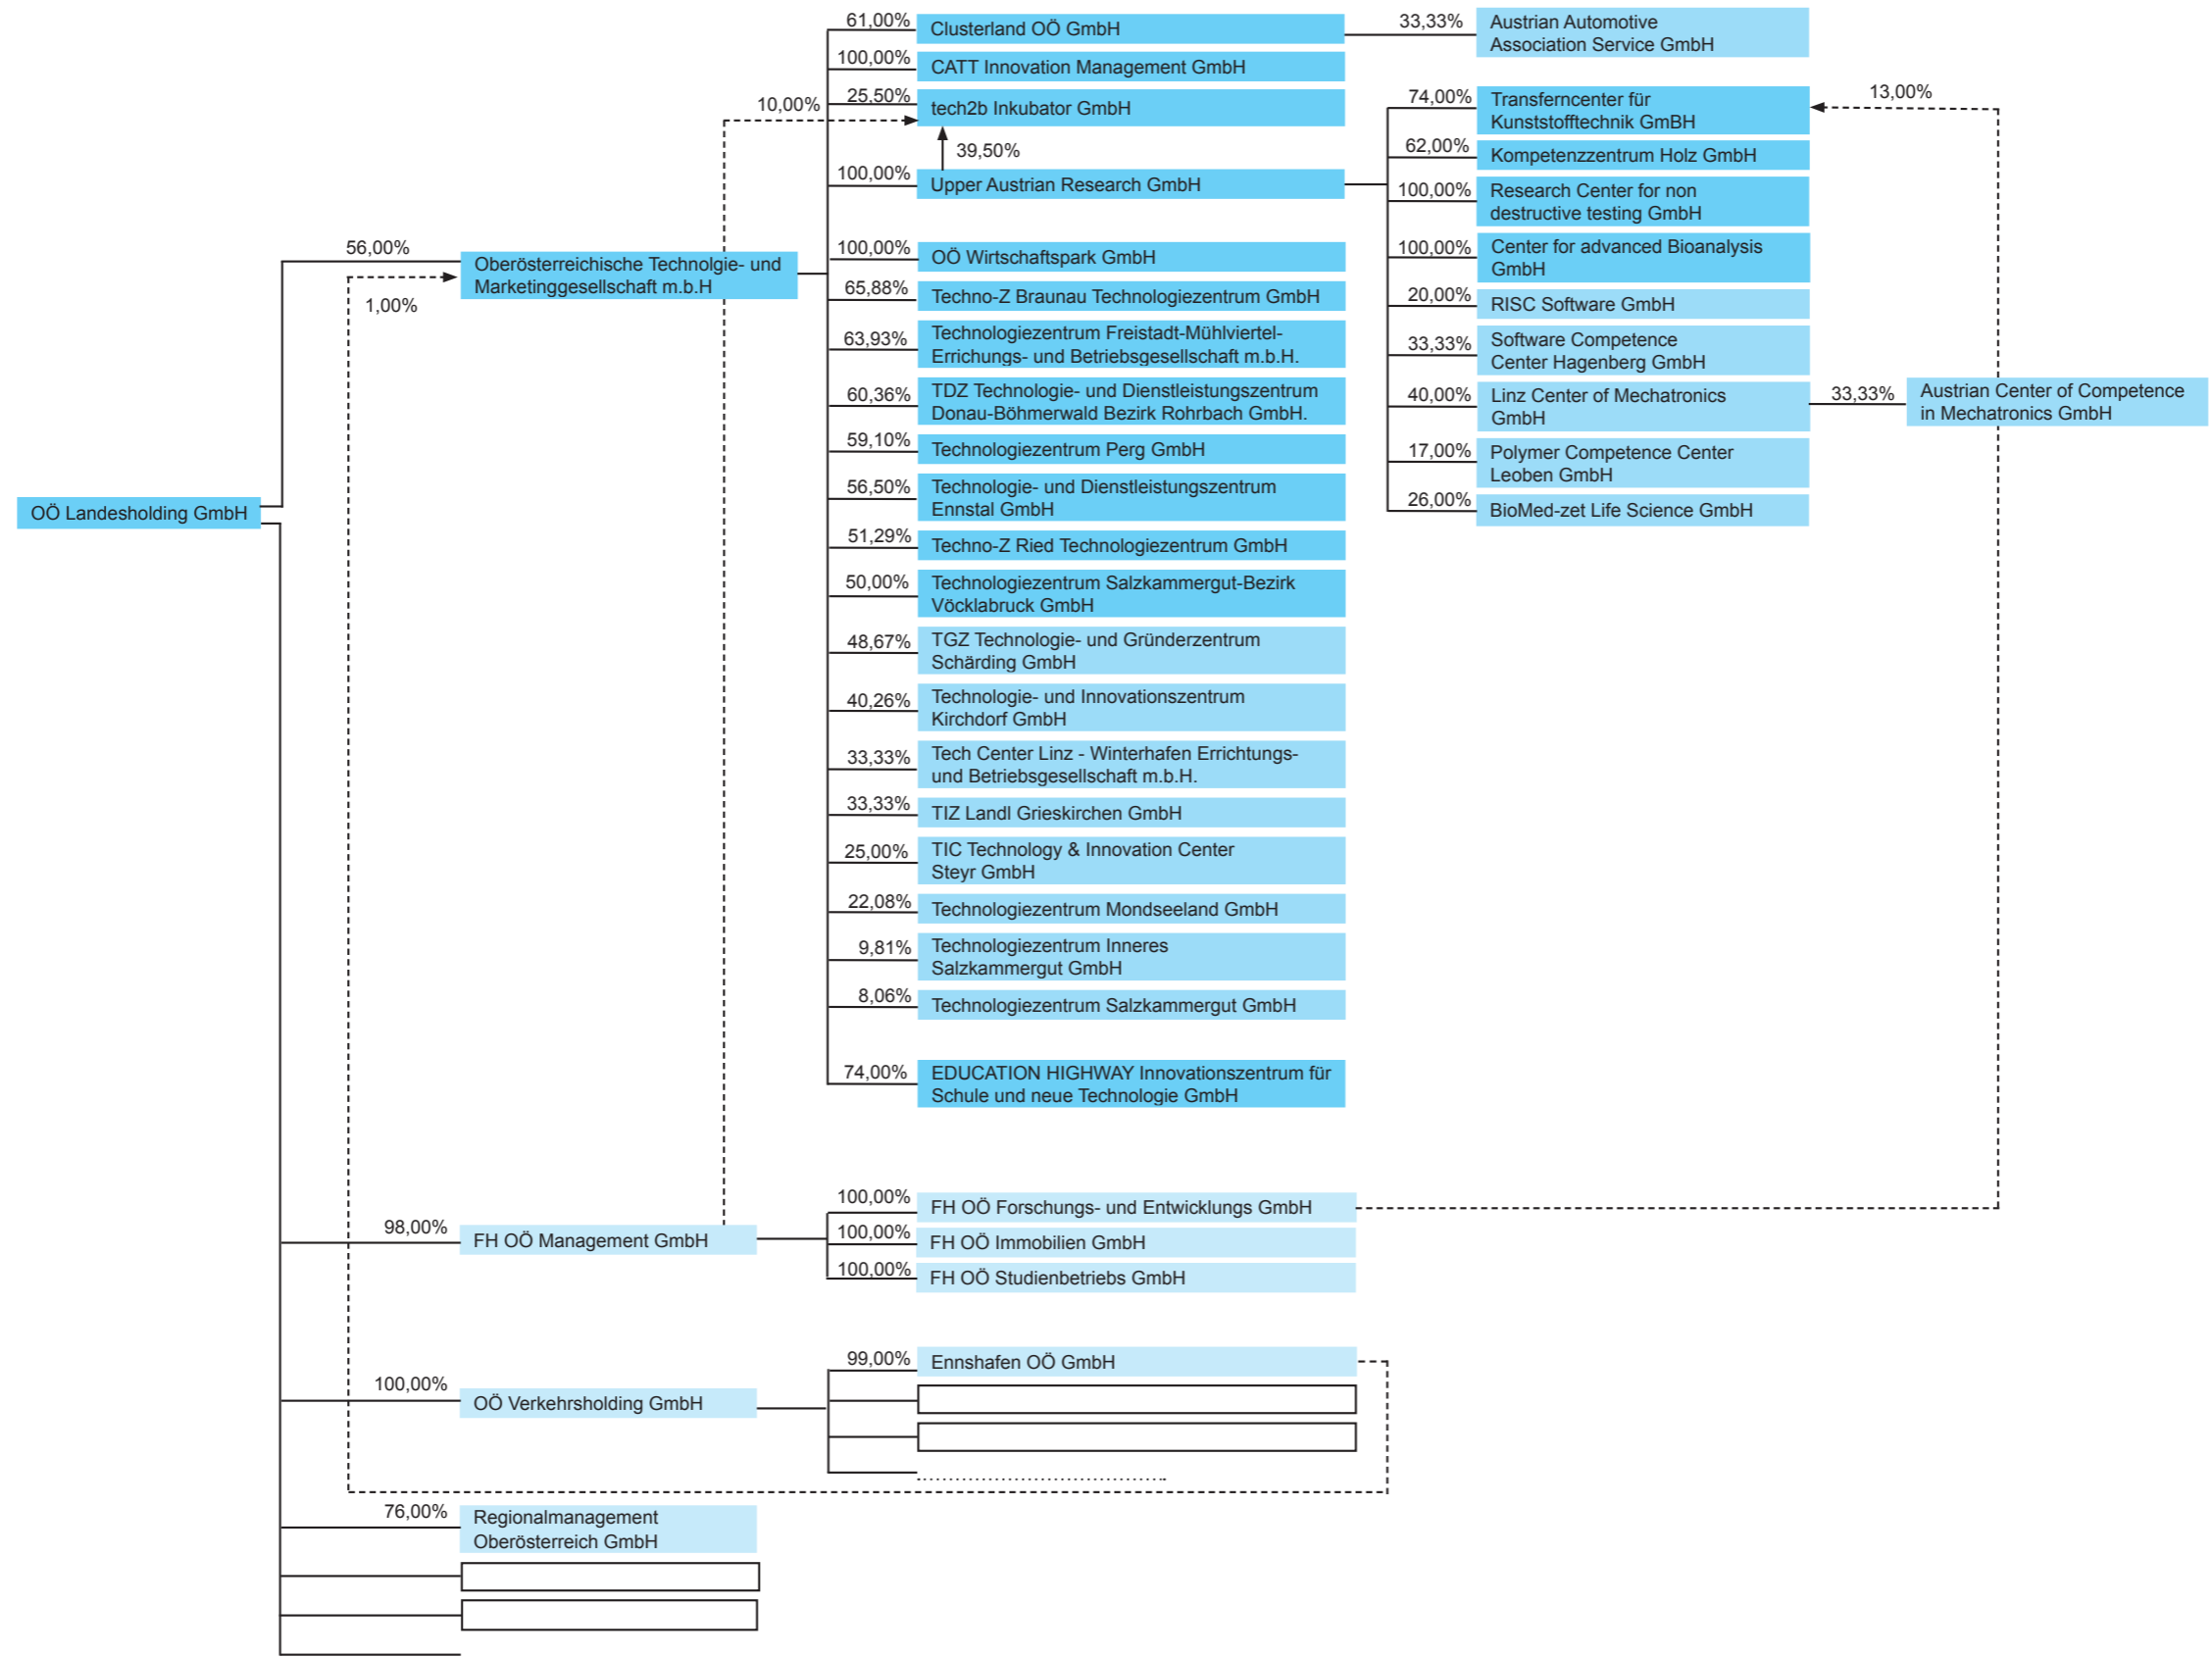 OÖ Landesholding GmbH
56,00%
Oberösterreichische Technolgie- und
Marketinggesellschaft m.b.H
1,00%
10,00%
61,00%
Clusterland OÖ GmbH
33,33%
Austrian Automotive
Association Service GmbH
100,00%
CATT Innovation Management GmbH
25,50%
tech2b Inkubator GmbH
39,50%
100,00%
Upper Austrian Research GmbH
74,00%
Transferncenter für
Kunststofftechnik GmBH
13,00%
62,00%
Kompetenzzentrum Holz GmbH
100,00%
Research Center for non
destructive testing GmbH
100,00%
Center for advanced Bioanalysis
GmbH
20,00%
RISC Software GmbH
33,33%
Software Competence
Center Hagenberg GmbH
40,00%
Linz Center of Mechatronics
GmbH
33,33%
Austrian Center of Competence
in Mechatronics GmbH
17,00%
Polymer Competence Center
Leoben GmbH
26,00%
BioMed-zet Life Science GmbH
100,00%
OÖ Wirtschaftspark GmbH
65,88%
Techno-Z Braunau Technologiezentrum GmbH
63,93%
Technologiezentrum Freistadt-Mühlviertel-
Errichungs- und Betriebsgesellschaft m.b.H.
60,36%
TDZ Technologie- und Dienstleistungszentrum
Donau-Böhmerwald Bezirk Rohrbach GmbH.
59,10%
Technologiezentrum Perg GmbH
56,50%
Technologie- und Dienstleistungszentrum
Ennstal GmbH
51,29%
Techno-Z Ried Technologiezentrum GmbH
50,00%
Technologiezentrum Salzkammergut-Bezirk
Vöcklabruck GmbH
48,67%
TGZ Technologie- und Gründerzentrum
Schärding GmbH
40,26%
Technologie- und Innovationszentrum
Kirchdorf GmbH
33,33%
Tech Center Linz - Winterhafen Errichtungs-
und Betriebsgesellschaft m.b.H.
33,33%
TIZ Landl Grieskirchen GmbH
25,00%
TIC Technology & Innovation Center
Steyr GmbH
22,08%
Technologiezentrum Mondseeland GmbH
9,81%
Technologiezentrum Inneres
Salzkammergut GmbH
8,06%
Technologiezentrum Salzkammergut GmbH
74,00%
EDUCATION HIGHWAY Innovationszentrum für
Schule und neue Technologie GmbH
98,00%
FH OÖ Management GmbH
100,00%
FH OÖ Forschungs- und Entwicklungs GmbH
100,00%
FH OÖ Immobilien GmbH
100,00%
FH OÖ Studienbetriebs GmbH
100,00%
OÖ Verkehrsholding GmbH
99,00%
Ennshafen OÖ GmbH
76,00%
Regionalmanagement
Oberösterreich GmbH